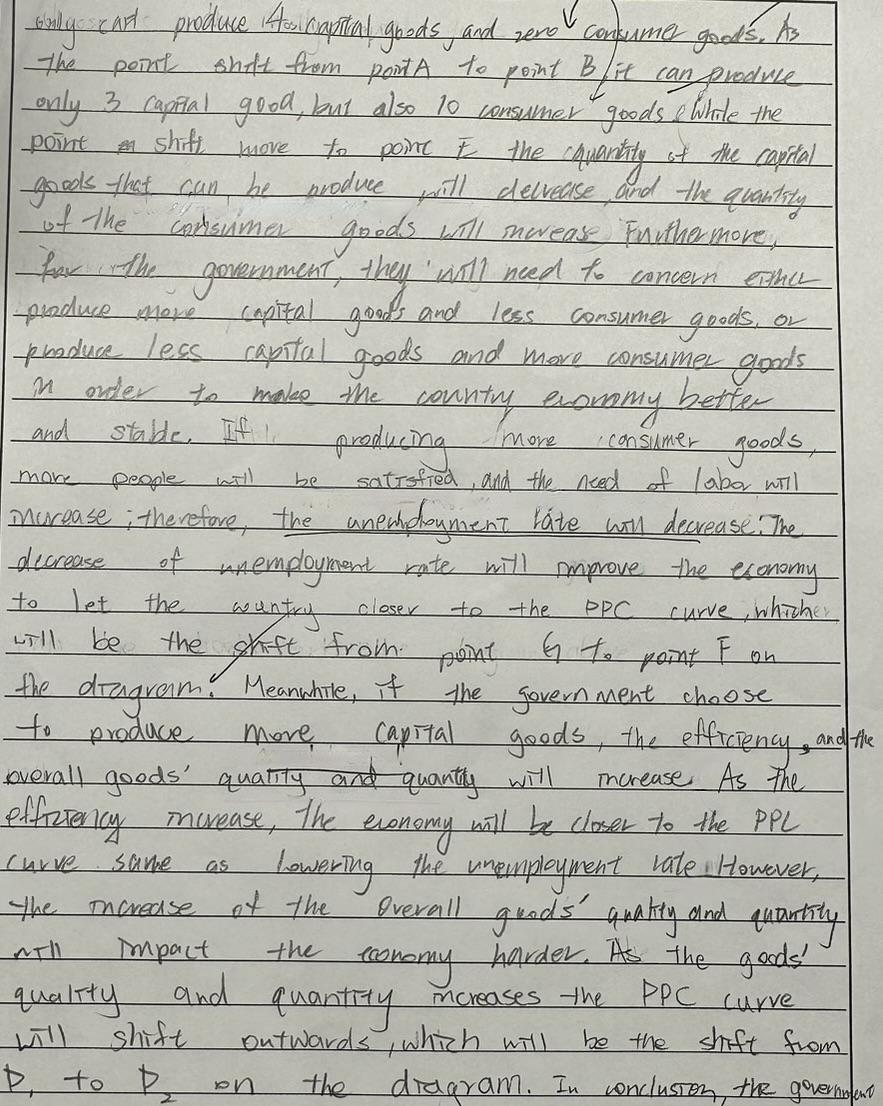 only can produce 4 capital goods, and zero consumer goods. As
the point shift from point A to point B, it can produce
only 3 capital good, but also 10 consumer goods. While the
point shift move to point E the quantity of the capital
goods that can be produce will decrease, and the quantity
of the consumer goods will increase. Furthermore,
for the government, they will need to concern either
produce more capital goods and less consumer goods, or
produce less capital goods and more consumer goods
in order to make the country economy better
and stable. If producing more consumer goods,
more people will be satisfied, and the need of labor will
increase; therefore, the unemployment rate will decrease. The
decrease of unemployment rate will improve the economy
to let the country closer to the PPC curve, which
will be the shift from point G to point F on
the diagram. Meanwhile, if the government choose
to produce more capital goods, the efficiency, and the
overall goods' quality and quantity will increase. As the
efficiency increase, the economy will be closer to the PPC
curve same as lowering the unemployment rate. However,
the increase of the overall goods' quality and quantity
will impact the economy harder. As the goods'
quality and quantity increases the PPC curve
will shift outwards, which will be the shift from
P₁ to P₂ on the diagram. In conclusion, the government